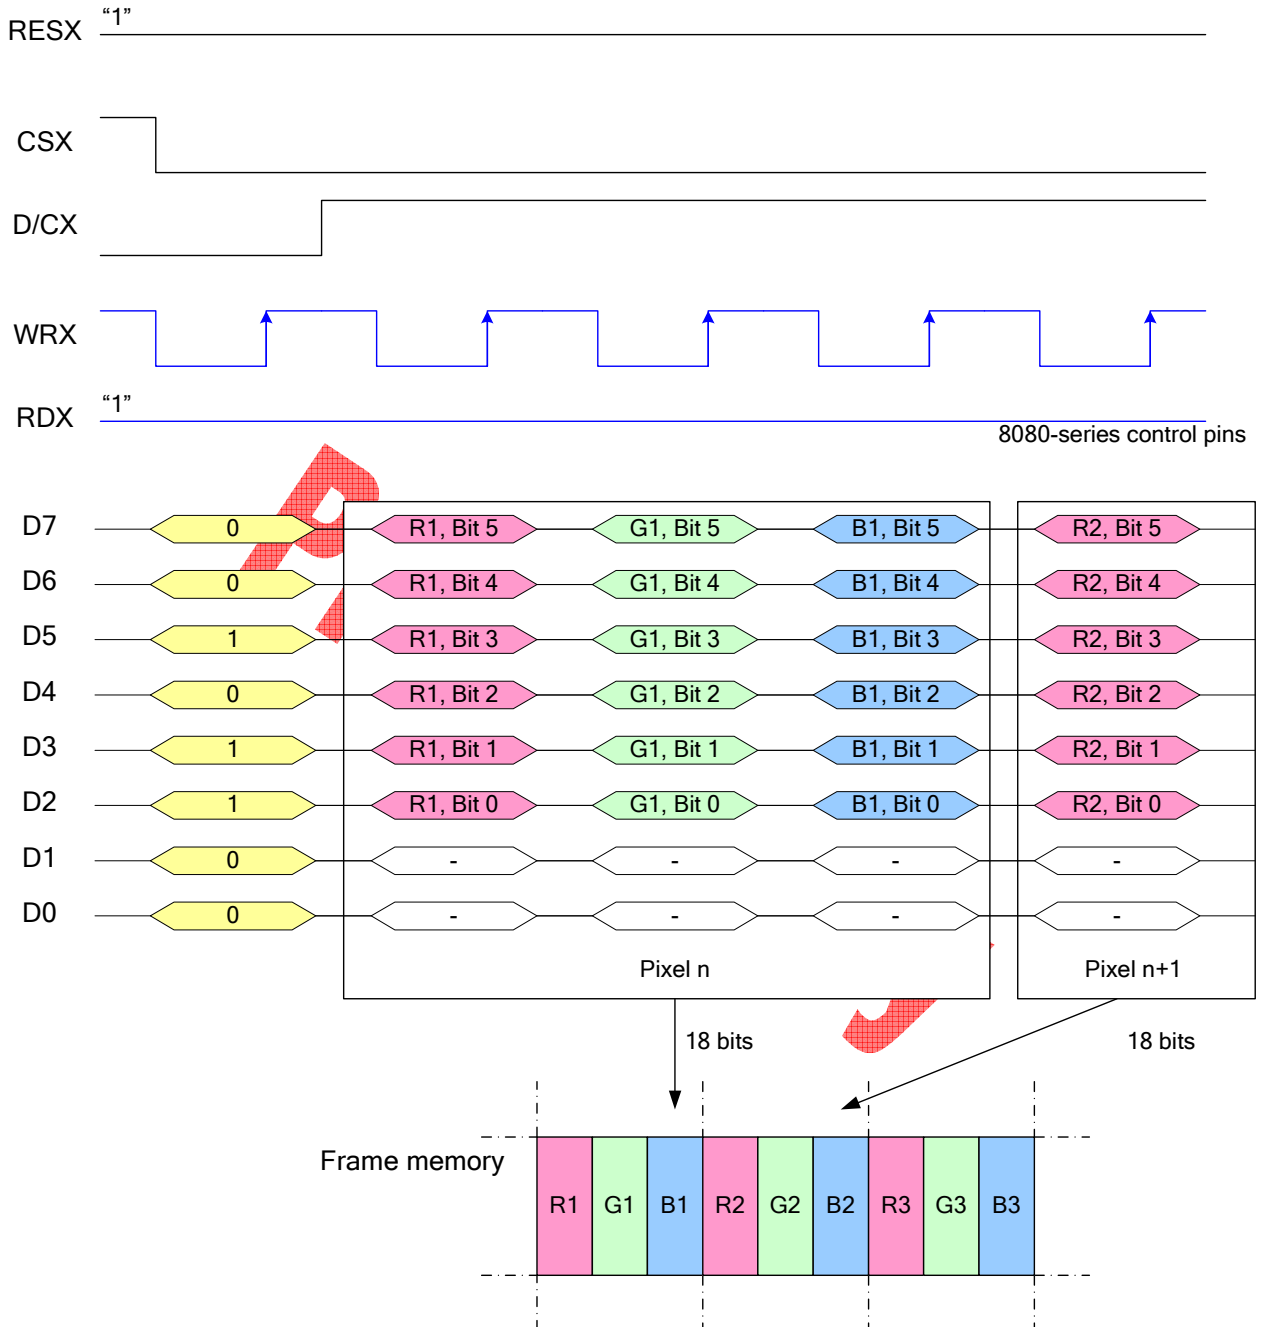 RESX “1”
CSX
D/CX
WRX
RDX “1”
8080-series control pins
D7 0 R1, Bit 5 G1, Bit 5 B1, Bit 5 R2, Bit 5
D6 0 R1, Bit 4 G1, Bit 4 B1, Bit 4 R2, Bit 4
D5 1 R1, Bit 3 G1, Bit 3 B1, Bit 3 R2, Bit 3
D4 0 R1, Bit 2 G1, Bit 2 B1, Bit 2 R2, Bit 2
D3 1 R1, Bit 1 G1, Bit 1 B1, Bit 1 R2, Bit 1
D2 1 R1, Bit 0 G1, Bit 0 B1, Bit 0 R2, Bit 0
D1 0 - - - -
D0 0 - - - -
Pixel n Pixel n+1
18 bits 18 bits
Frame memory
R1 G1 B1 R2 G2 B2 R3 G3 B3